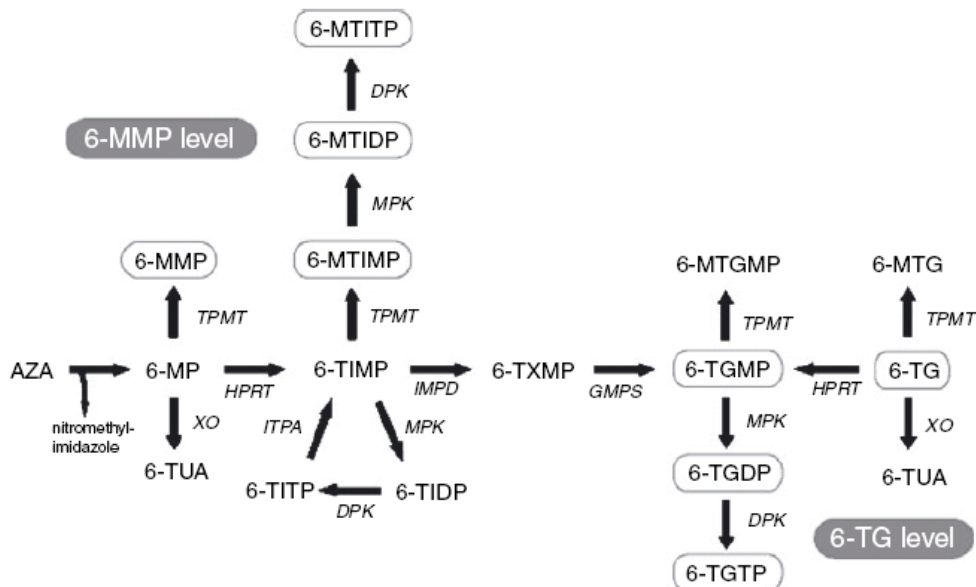 6-MTITP
DPK
6-MMP level
6-MTIDP
MPK
6-MMP
6-MTIMP
6-MTGMP
6-MTG
TPMT
TPMT
TPMT
TPMT
AZA
6-MP
6-TIMP
6-TXMP
6-TGMP
6-TG
HPRT
IMPD
GMPS
HPRT
nitromethyl-
imidazole
XO
ITPA
MPK
MPK
XO
6-TUA
6-TITP
6-TIDP
6-TGDP
6-TUA
DPK
DPK
6-TG level
6-TGTP